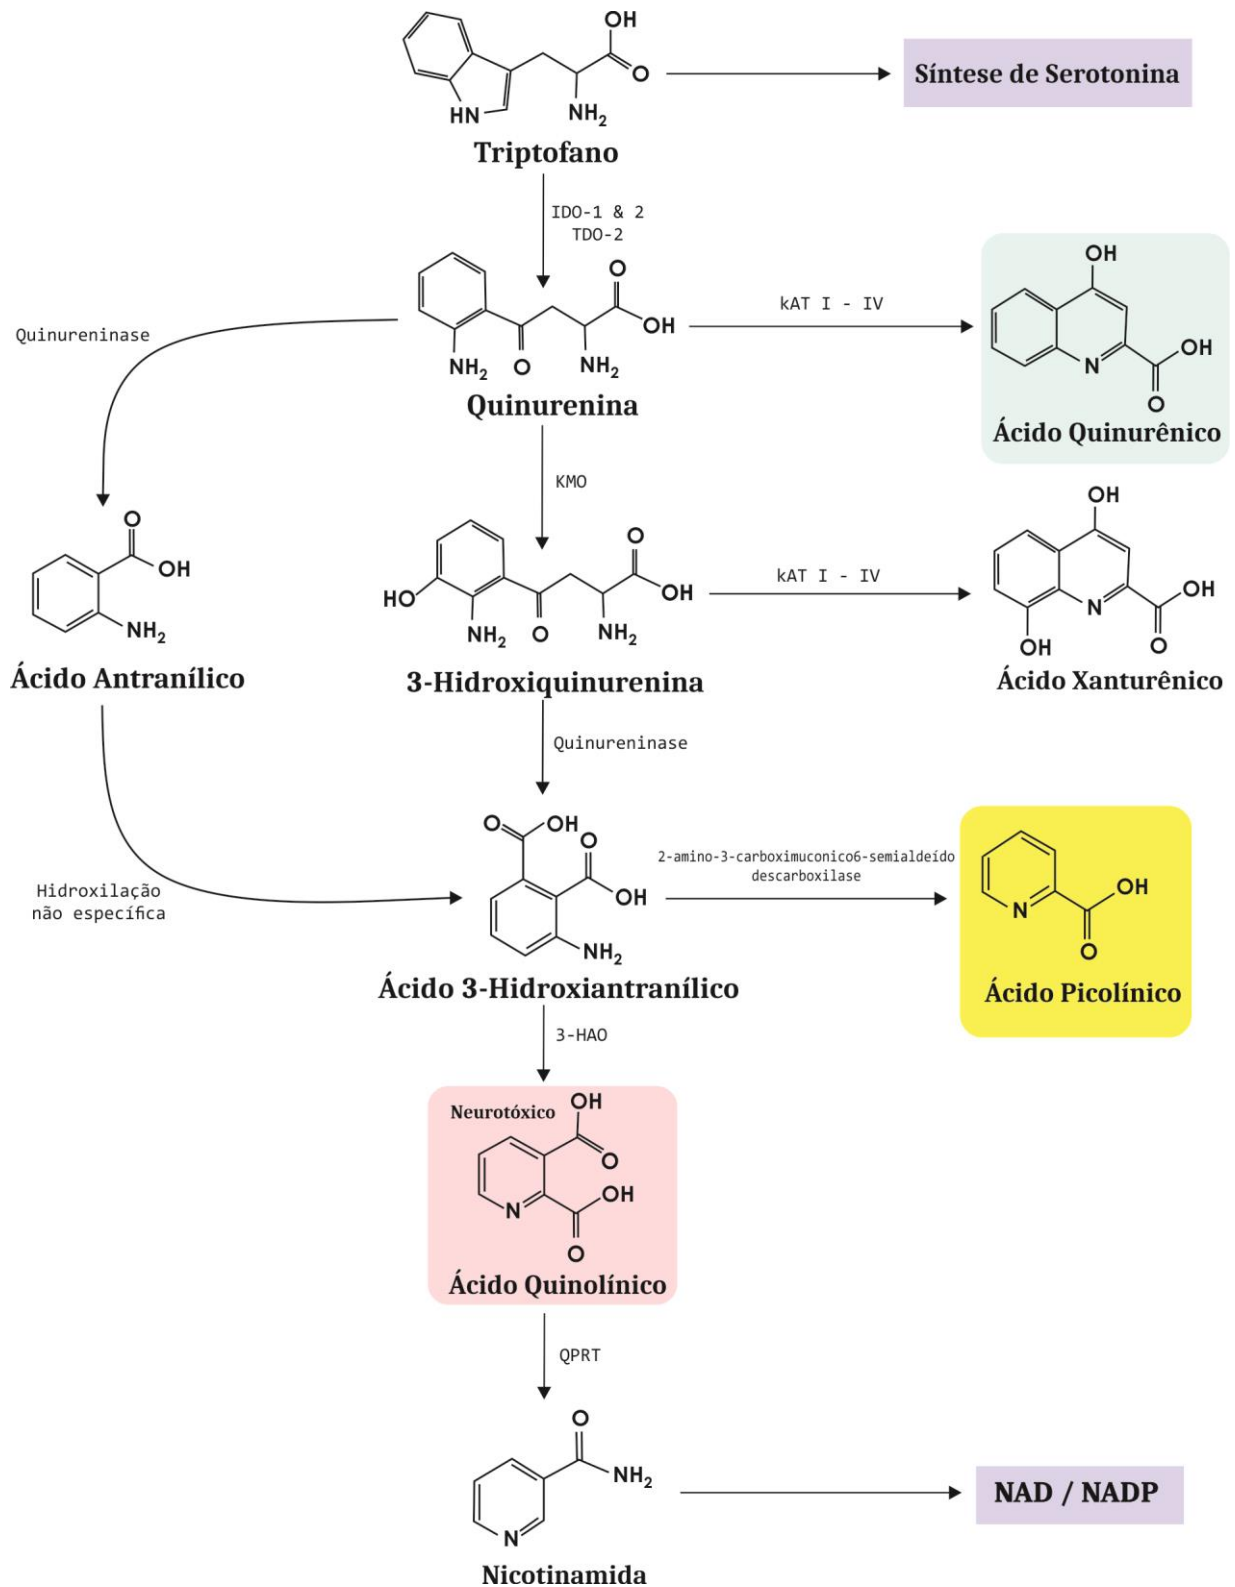 OH
O
HN
NH2
Triptofano
Síntese de Serotonina
IDO-1 & 2
TDO-2
O
OH
NH2
O
NH2
Quinurenina
Quinureninase
kAT I - IV
OH
N
OH
O
Ácido Quinurênico
KMO
O
OH
NH2
Ácido Antranílico
O
OH
HO
NH2
O
NH2
3-Hidroxiquinurenina
kAT I - IV
OH
N
OH
OH
O
Ácido Xanturênico
Quinureninase
Hidroxilação
não específica
O
OH
O
OH
NH2
Ácido 3-Hidroxiantranílico
2-amino-3-carboximuconico6-semialdeído
descarboxilase
N
OH
O
Ácido Picolínico
3-HAO
Neurotóxico
OH
O
OH
N
O
Ácido Quinolínico
QPRT
O
NH2
N
Nicotinamida
NAD / NADP